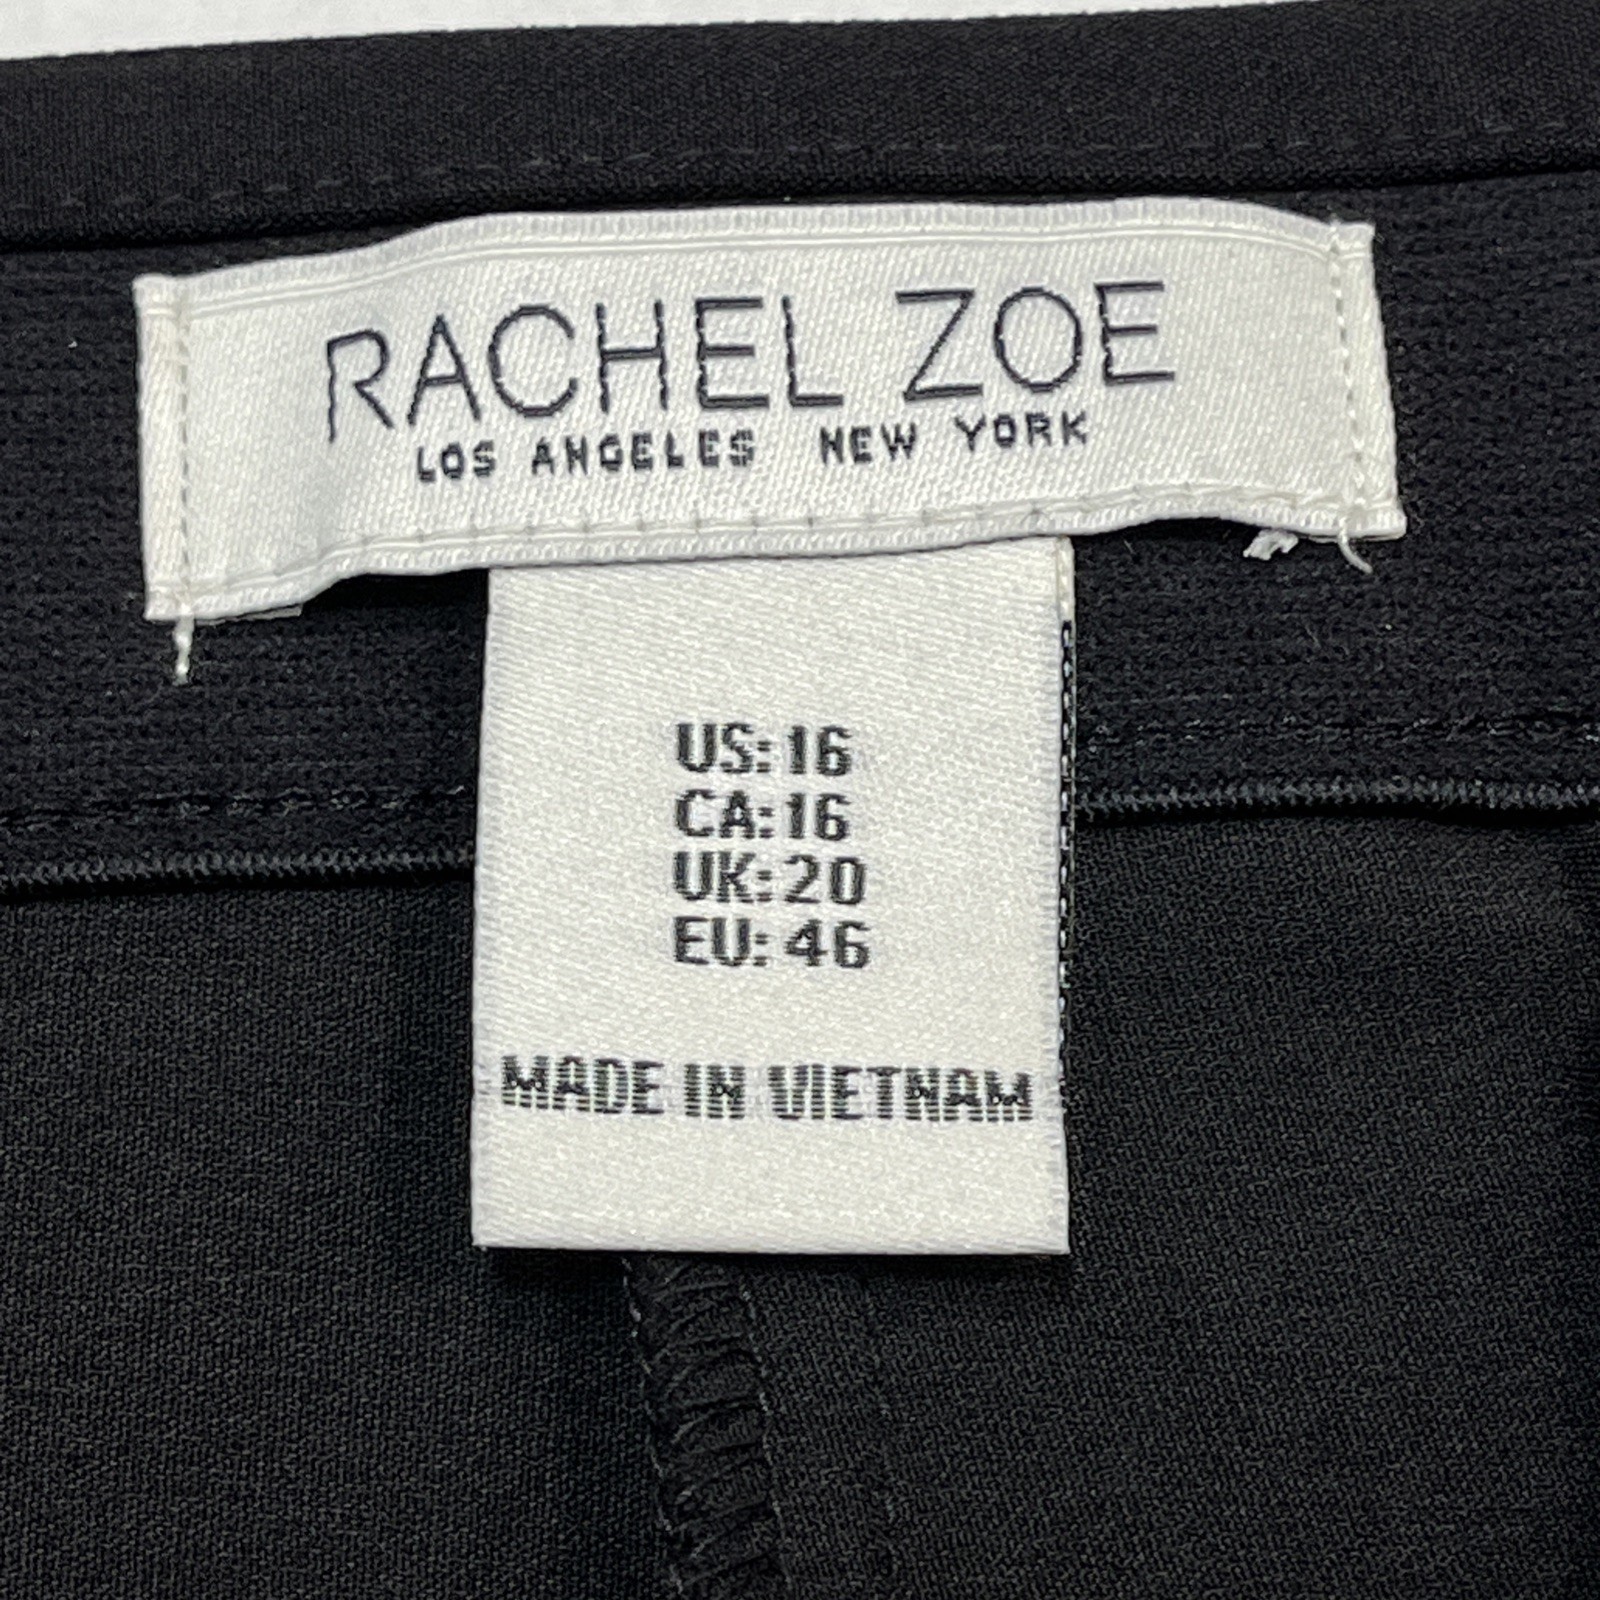 RACHEL ZOE
LOS ANGELES NEW YORK
US: 16
CA: 16
UK: 20
EU: 46
MADE IN VIETNAM